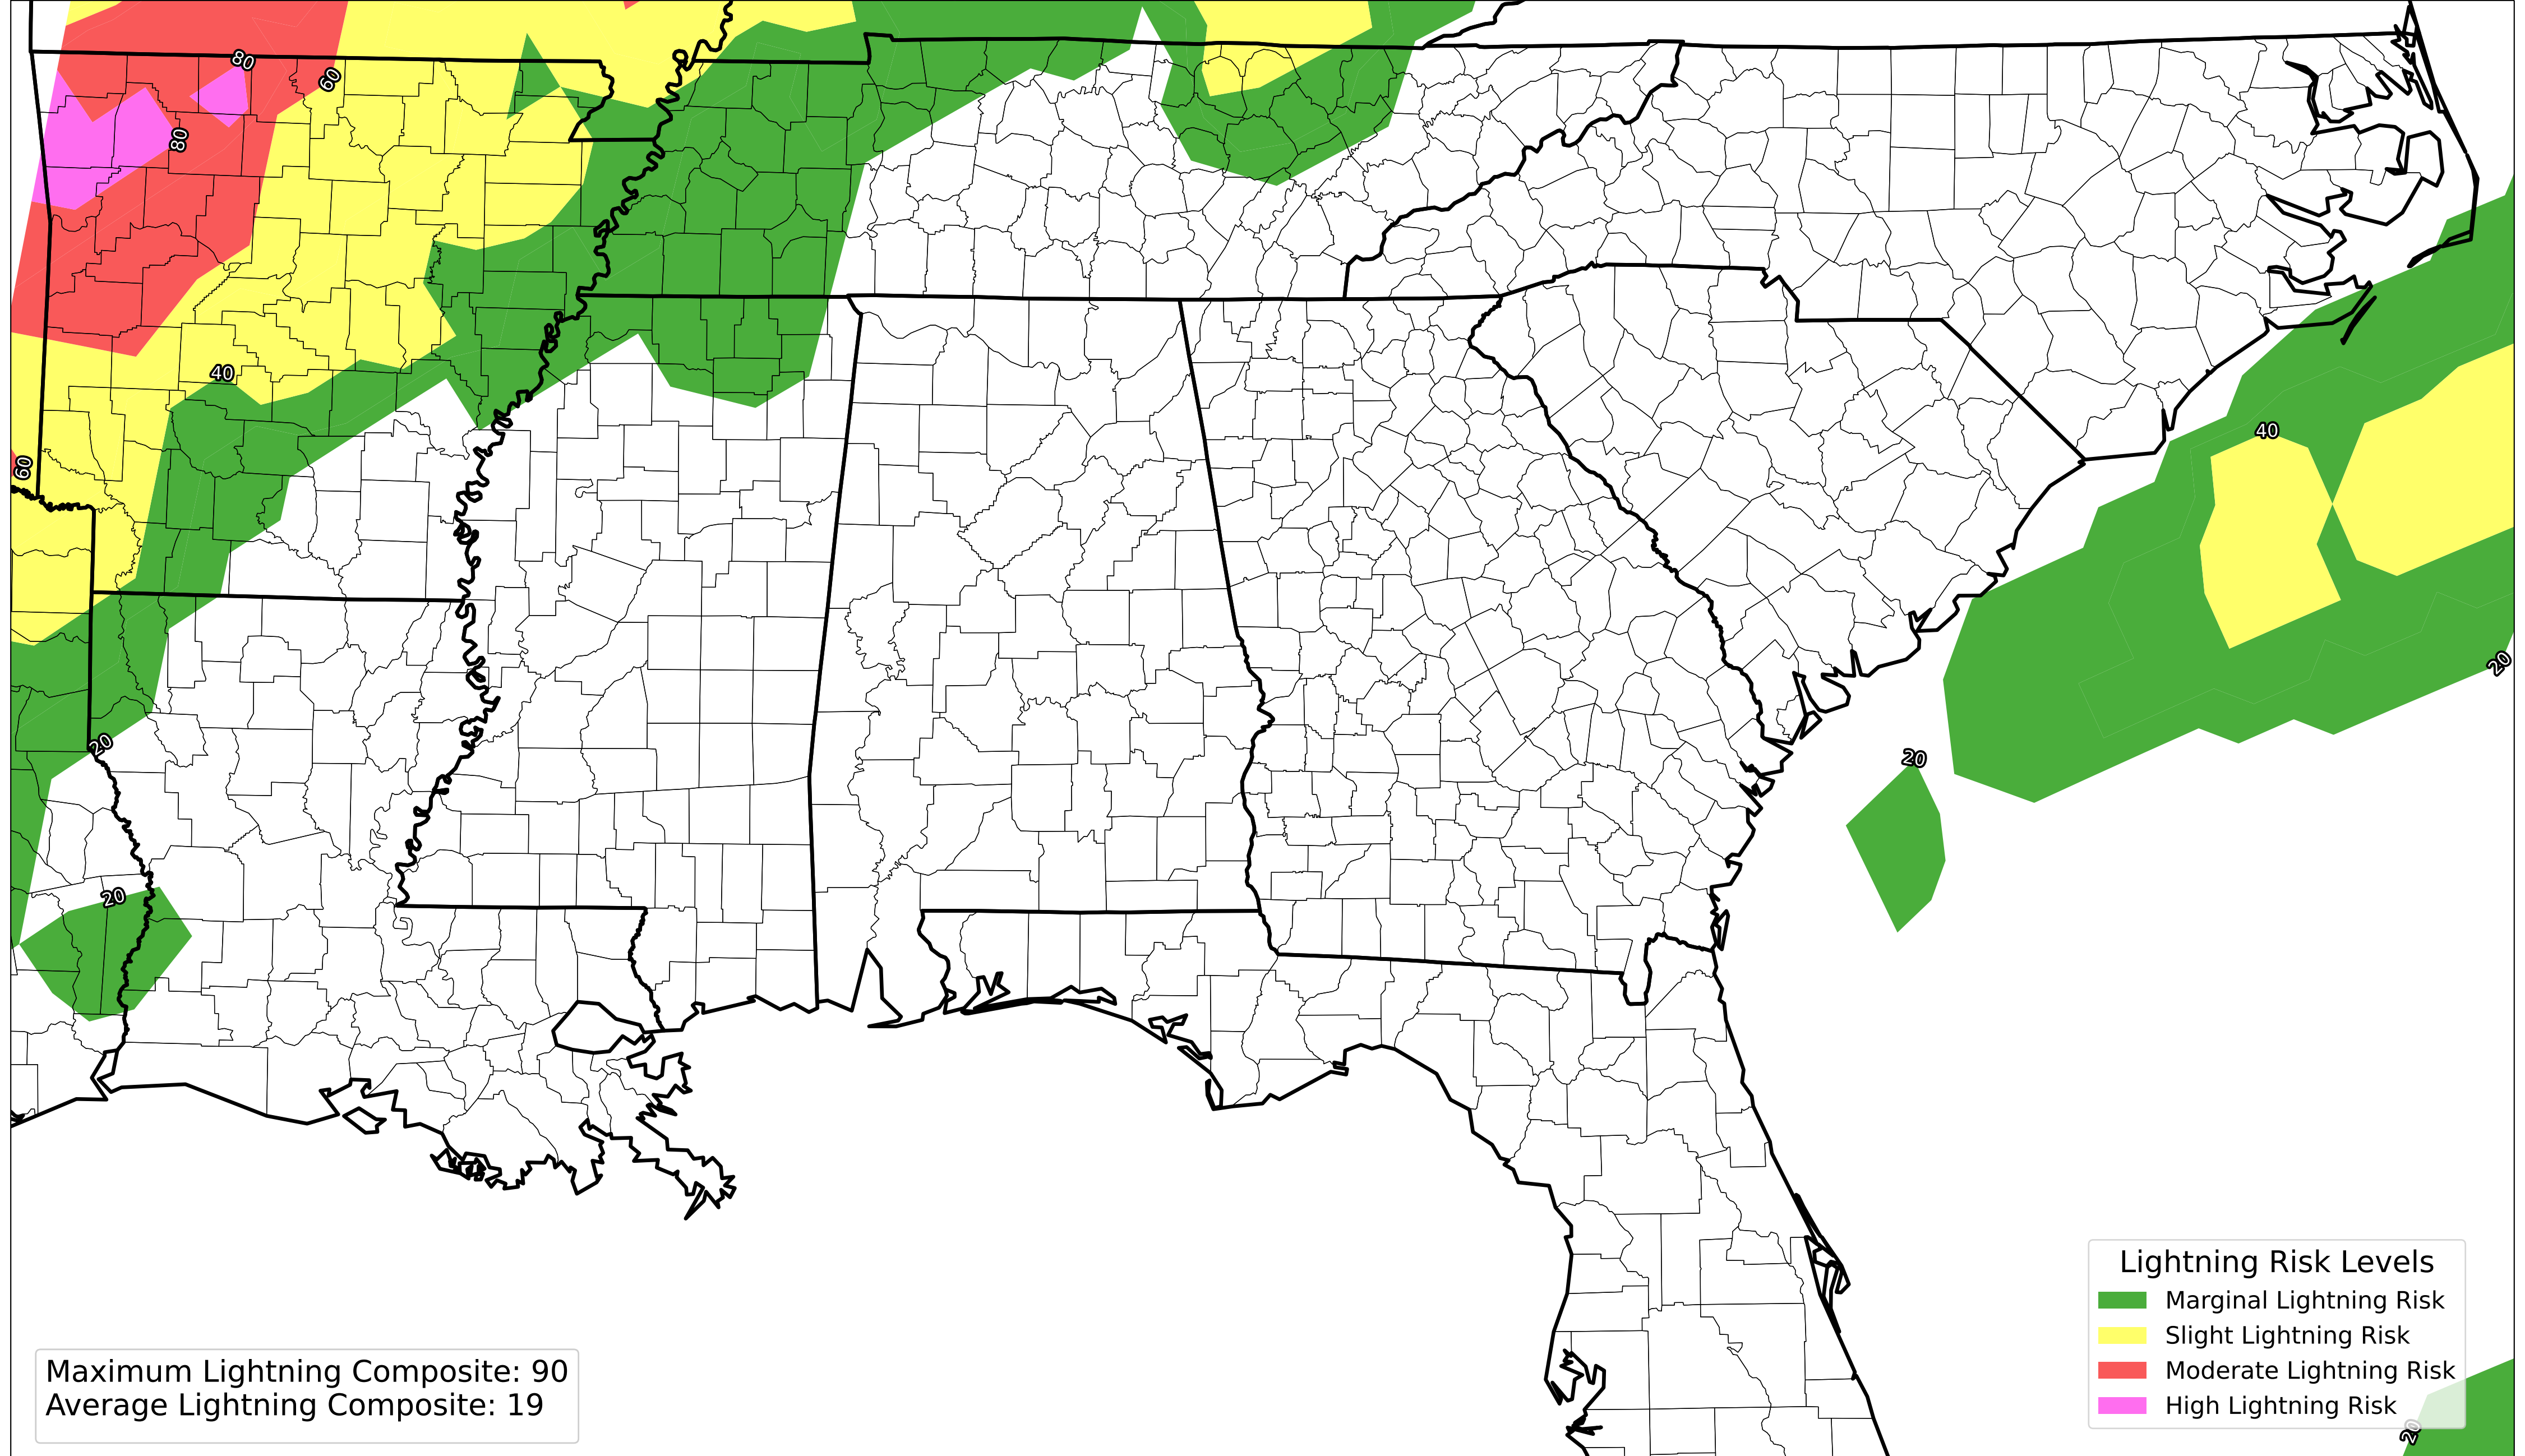 80
60
80
40
60
40
20
20
20
20
Lightning Risk Levels
Marginal Lightning Risk
Slight Lightning Risk
Moderate Lightning Risk
High Lightning Risk
Maximum Lightning Composite: 90
Average Lightning Composite: 19
20